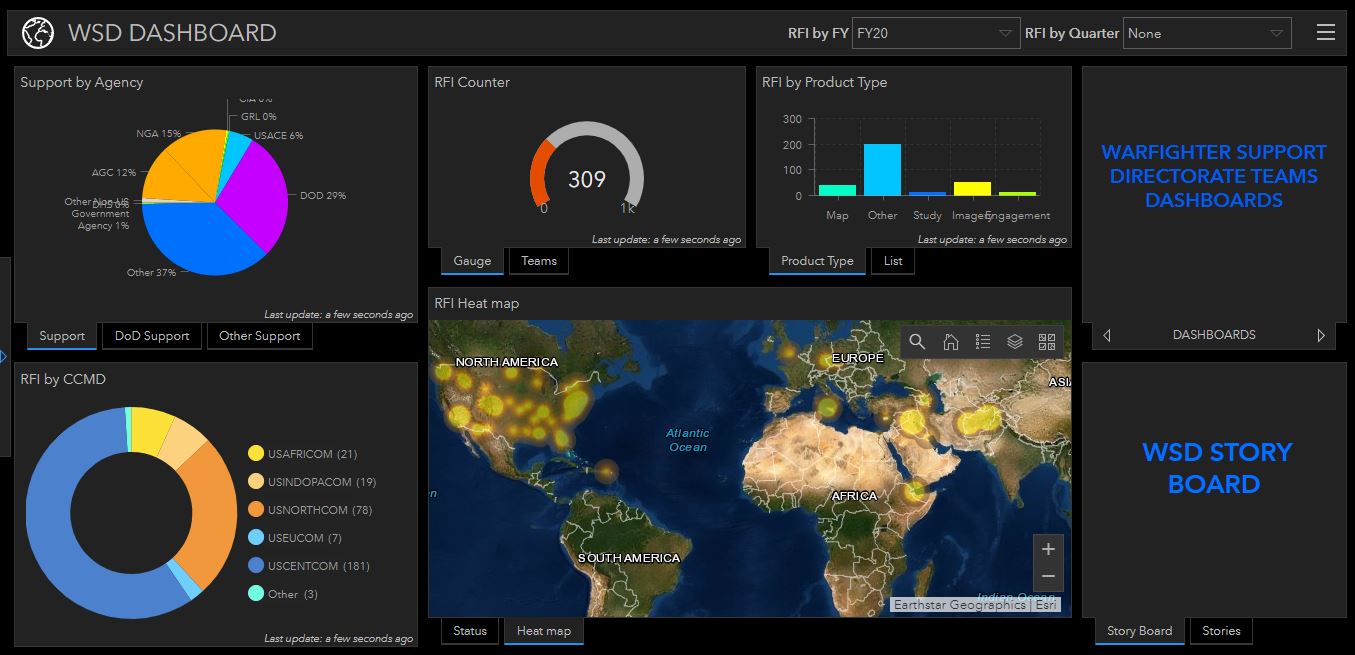 WSD DASHBOARD
RFI by FY
FY20
RFI by Quarter
None
Support by Agency
CIA 0%
GRL 0%
NGA 15%
USACE 6%
AGC 12%
DOD 29%
Other Non-US
DHS 0%
Government
Agency 1%
Other 37%
Last update: a few seconds ago
Support
DoD Support
Other Support
RFI Counter
309
0
1k
Last update: a few seconds ago
Gauge
Teams
RFI by Product Type
300
200
100
0
Map
Other
Study
Imagery
Engagement
Last update: a few seconds ago
Product Type
List
WARFIGHTER SUPPORT
DIRECTORATE TEAMS
DASHBOARDS
DASHBOARDS
RFI by CCMD
USAFRICOM (21)
USINDOPACOM (19)
USNORTHCOM (78)
USEUCOM (7)
USCENTCOM (181)
Other (3)
Last update: a few seconds ago
RFI Heat map
NORTH AMERICA
EUROPE
ASI
Atlantic
Ocean
AFRICA
SOUTH AMERICA
n
+
−
Indian Ocean
Earthstar Geographics | Esri
Status
Heat map
WSD STORY
BOARD
Story Board
Stories